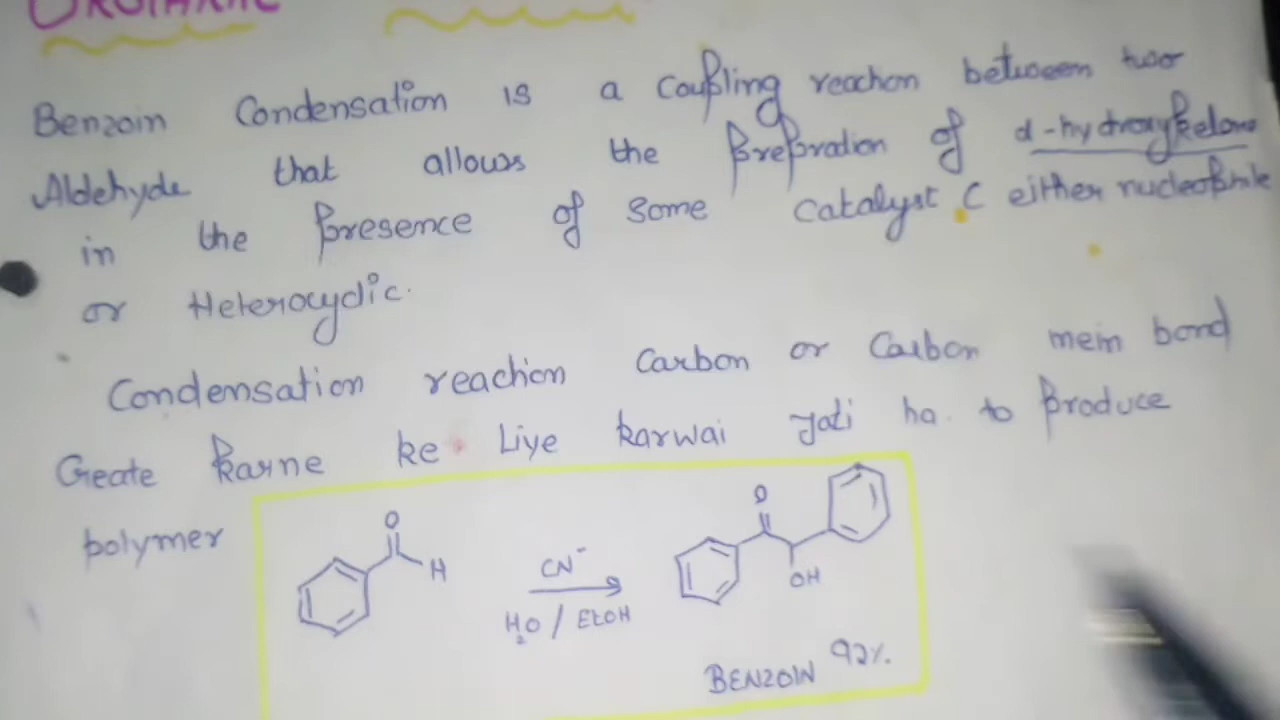 Benzoin Condensation is a Coupling reaction between two
Aldehyde that allows the prepration of α-hydroxyketone
in the presence of some catalyst C either nucleophile
or Heterocyclic.
Condensation reaction Carbon or Carbon mein bond
Create karne ke Liye karwai jati ha. to produce
polymer
O
H
CN⁻
H₂O / EtOH
O
OH
BENZOIN 92%.